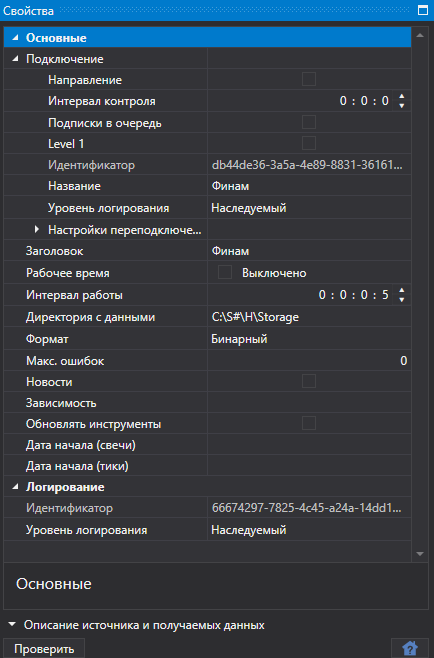 Свойства
Основные
Подключение
Направление
Интервал контроля 0 : 0 : 0
Подписки в очередь
Level 1
Идентификатор db44de36-3a5a-4e89-8831-36161...
Название Финам
Уровень логирования Наследуемый
Настройки переподключе...
Заголовок Финам
Рабочее время Выключено
Интервал работы 0 : 0 : 0 : 5
Директория с данными C:\S#\H\Storage
Формат Бинарный
Макс. ошибок 0
Новости
Зависимость
Обновлять инструменты
Дата начала (свечи)
Дата начала (тики)
Логирование
Идентификатор 66674297-7825-4c45-a24a-14dd1...
Уровень логирования Наследуемый
Основные
Описание источника и получаемых данных
Проверить